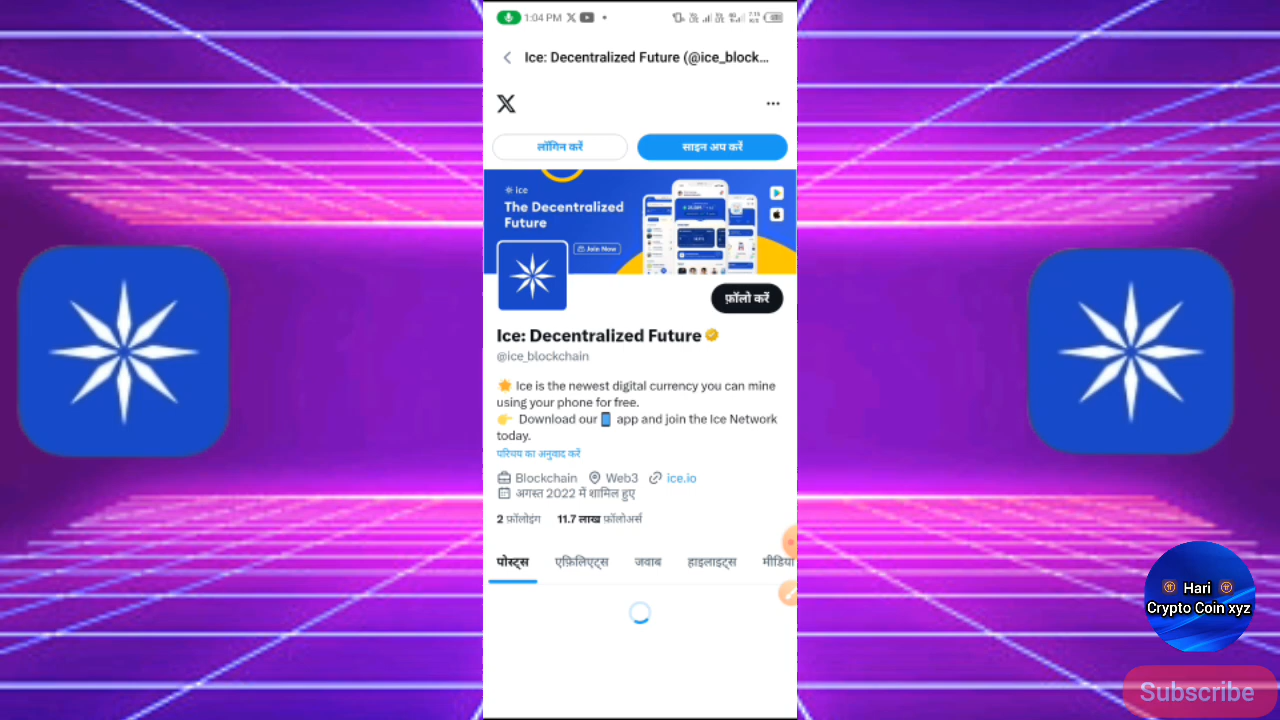 1:04 PM
Ice: Decentralized Future (@ice_block...
लॉगिन करें
साइन अप करें
ice
The Decentralized
Future
Join Now
फ़ॉलो करें
Ice: Decentralized Future
@ice_blockchain
Ice is the newest digital currency you can mine
using your phone for free.
Download our app and join the Ice Network
today.
परिचय का अनुवाद करें
Blockchain Web3 ice.io
अगस्त 2022 में शामिल हुए
2 फ़ॉलोइंग 11.7 लाख फ़ॉलोअर्स
पोस्ट्स एफ़िलिएट्स जवाब हाइलाइट्स मीडिया
Hari
Crypto Coin xyz
Subscribe